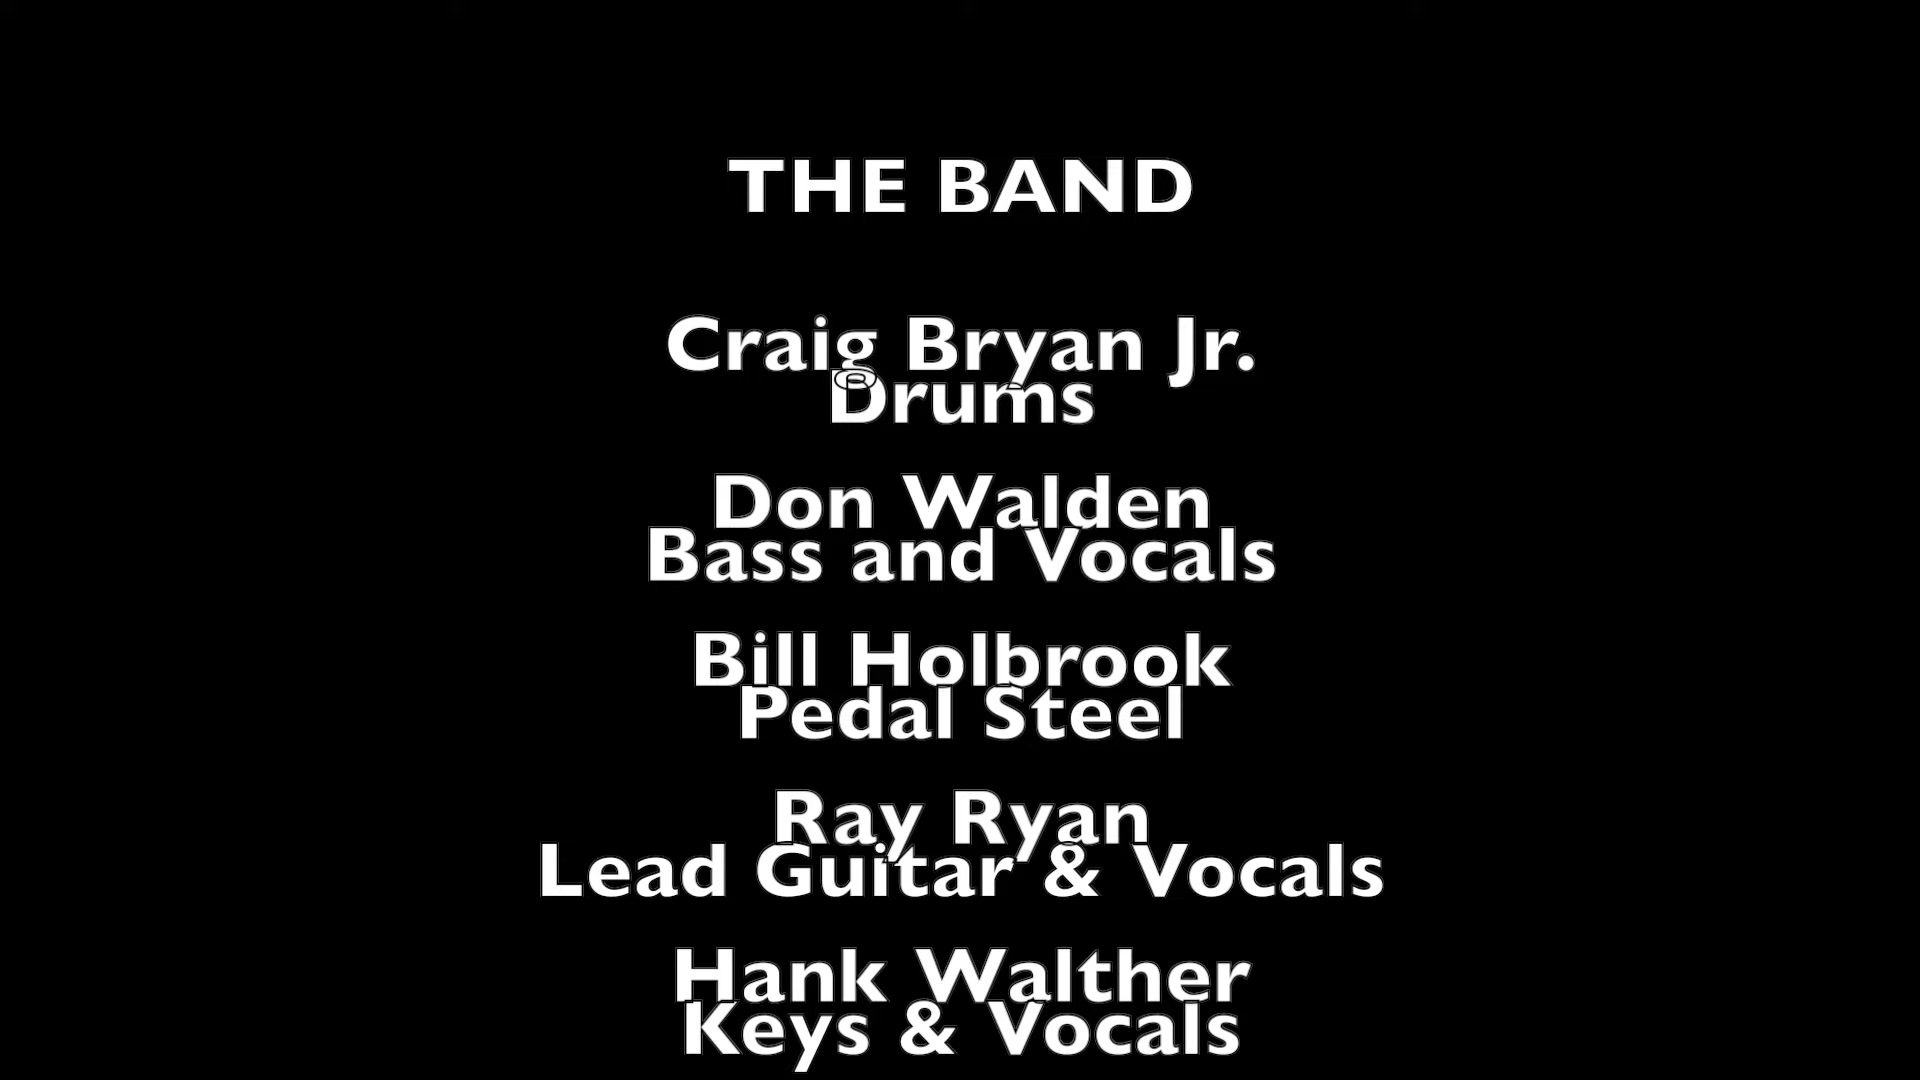 THE BAND
Craig Bryan Jr.
Drums
Don Walden
Bass and Vocals
Bill Holbrook
Pedal Steel
Ray Ryan
Lead Guitar & Vocals
Hank Walther
Keys & Vocals